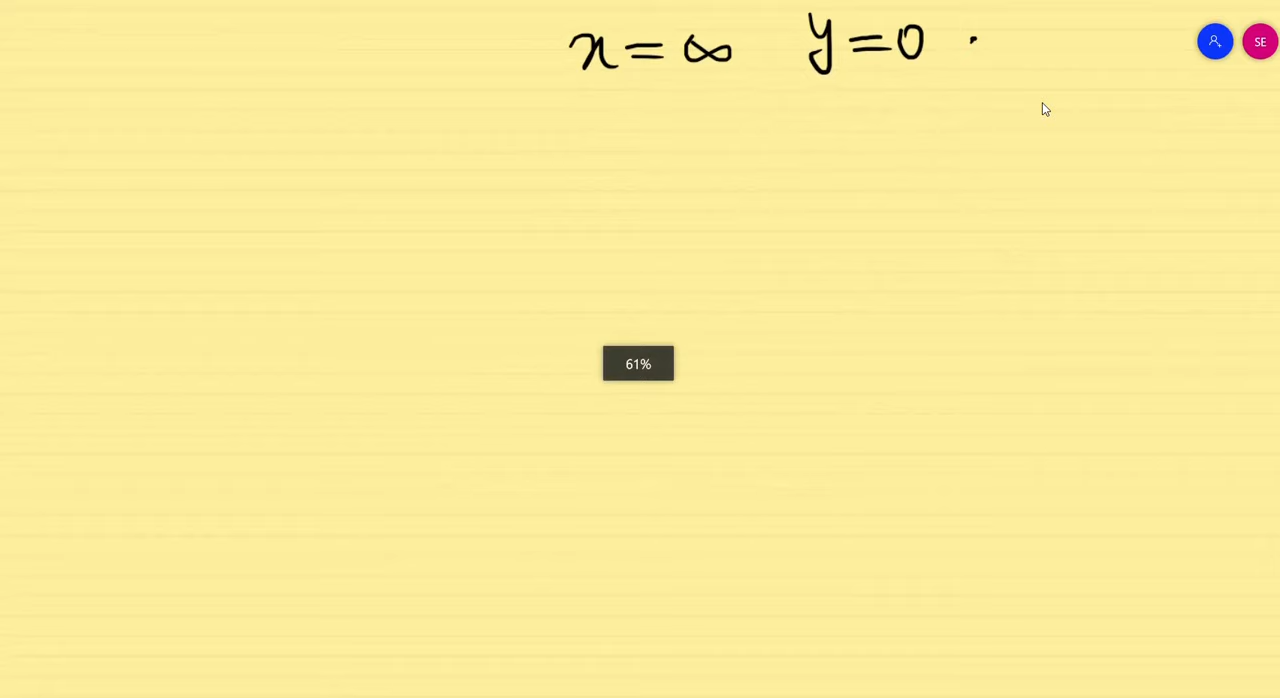 x = ∞ y = 0 .
SE
61%